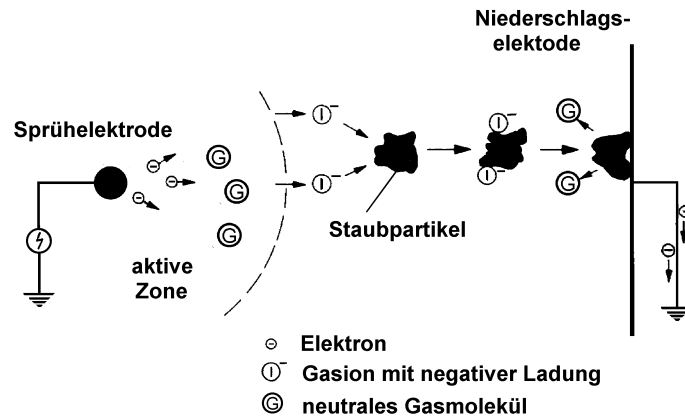 Niederschlags-
elektode
Sprühelektrode
Staubpartikel
aktive
Zone
Elektron
I⁻ Gasion mit negativer Ladung
G neutrales Gasmolekül
G
G
G
I⁻
I⁻
I⁻
I⁻
G
G